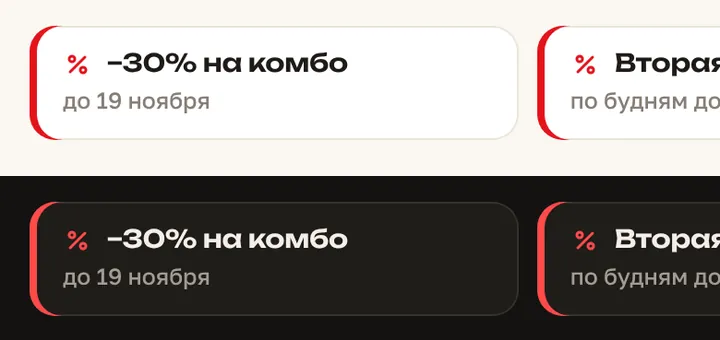 % −30% на комбо
до 19 ноября
% Вторая
по будням до
% −30% на комбо
до 19 ноября
% Вторая
по будням до